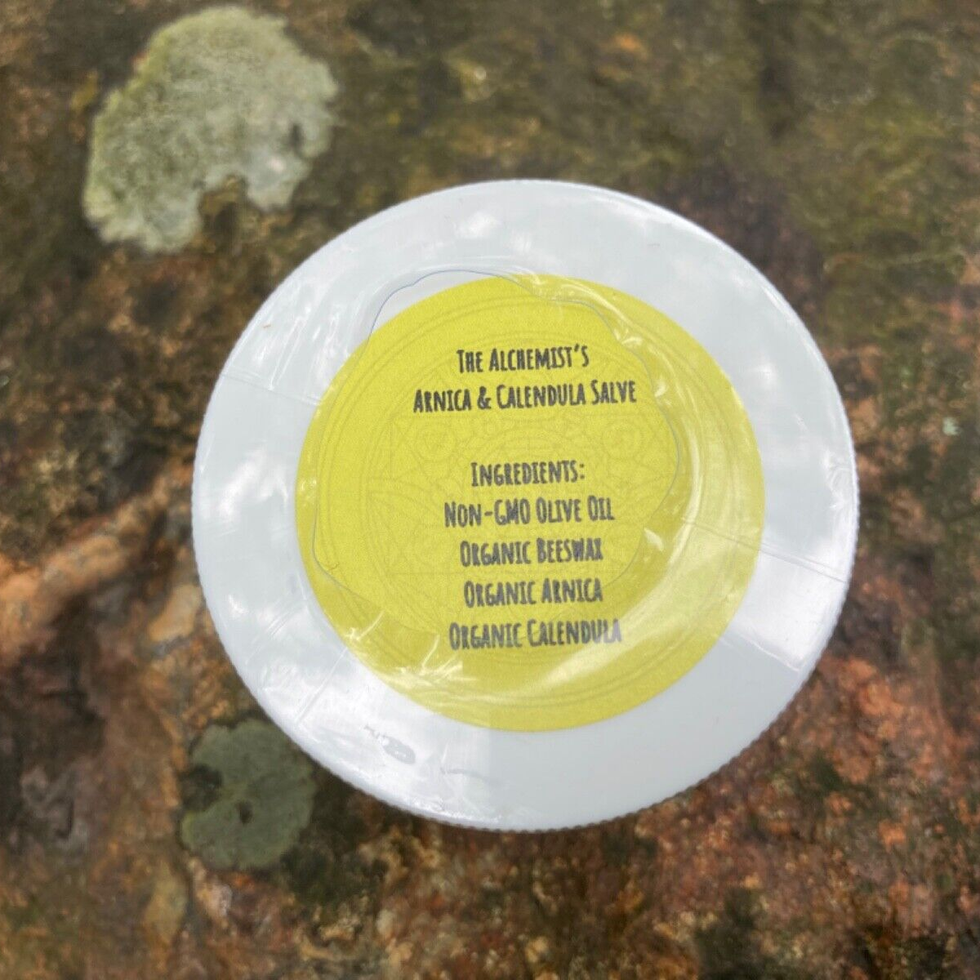 The Alchemist's
Arnica & Calendula Salve
Ingredients:
Non-GMO Olive Oil
Organic Beeswax
Organic Arnica
Organic Calendula